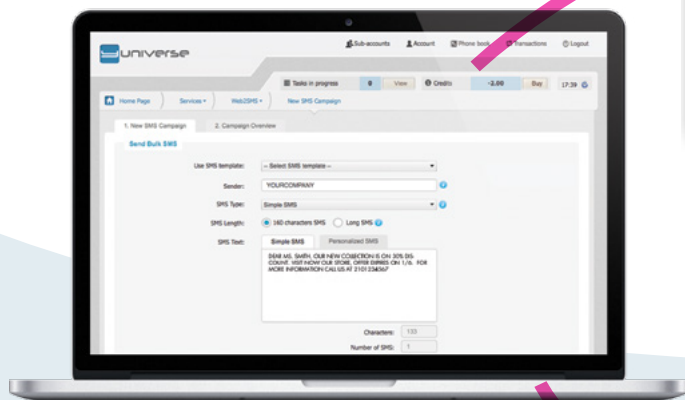 universe
Sub-accounts Account Phone book Transactions Logout
Tasks in progress 0 View Credits -2.00 Buy 17:39
Home Page Services Web2SMS New SMS Campaign
1. New SMS Campaign 2. Campaign Overview
Send Bulk SMS
Use SMS template: -- Select SMS template --
Sender: YOURCOMPANY
SMS Type: Simple SMS
SMS Length: 160 characters SMS Long SMS
SMS Text: Simple SMS Personalized SMS
DEAR MS. SMITH, OUR NEW COLLECTION IS ON 30% DIS-
COUNT. VISIT NOW OUR STORE, OFFER EXPIRES ON 1/6. FOR
MORE INFORMATION CALL US AT 2101234567
Characters: 133
Number of SMS: 1